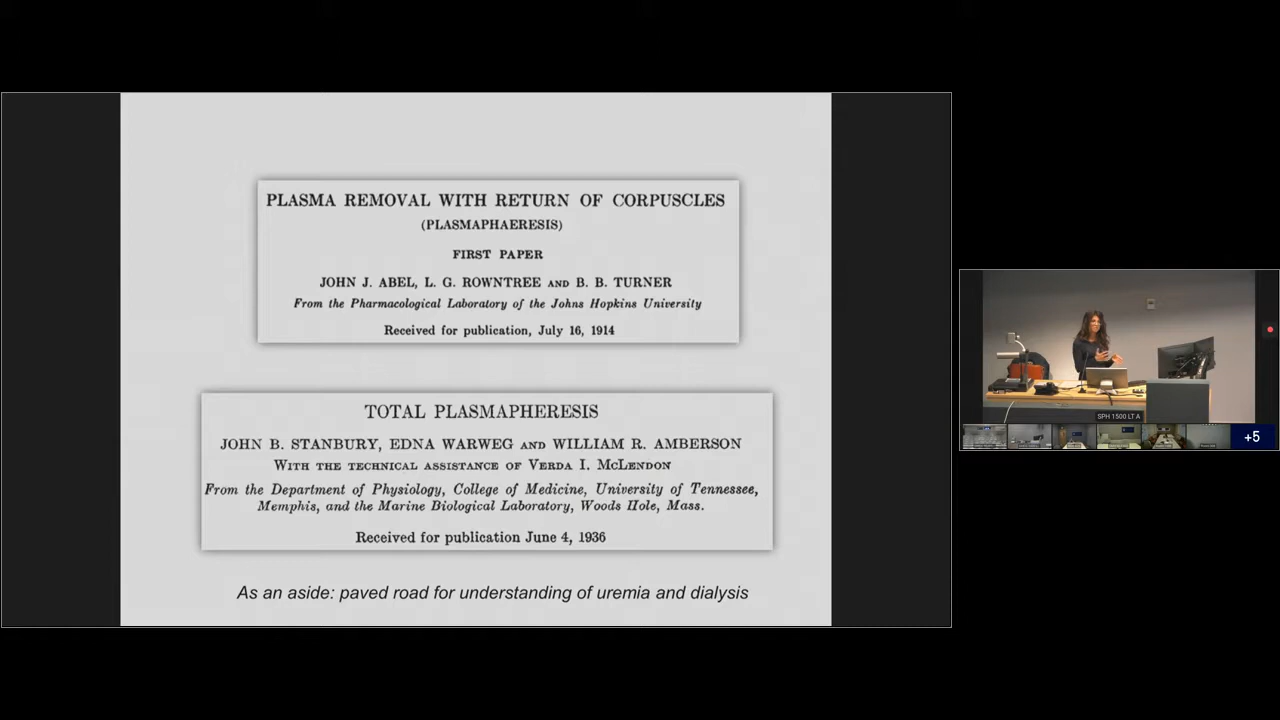 PLASMA REMOVAL WITH RETURN OF CORPUSCLES
(PLASMAPHAERESIS)
FIRST PAPER
JOHN J. ABEL, L. G. ROWNTREE AND B. B. TURNER
From the Pharmacological Laboratory of the Johns Hopkins University
Received for publication, July 16, 1914
TOTAL PLASMAPHERESIS
JOHN B. STANBURY, EDNA WARWEG AND WILLIAM R. AMBERSON
WITH THE TECHNICAL ASSISTANCE OF VERDA I. MCLENDON
From the Department of Physiology, College of Medicine, University of Tennessee,
Memphis, and the Marine Biological Laboratory, Woods Hole, Mass.
Received for publication June 4, 1936
As an aside: paved road for understanding of uremia and dialysis
SPH 1500 LT A
+5